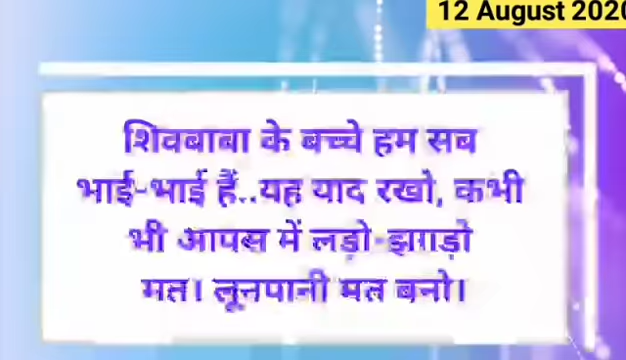 12 August 2020
शिवबाबा के बच्चे हम सब
भाई-भाई हैं..यह याद रखो, कभी
भी आपस में लड़ो-झगड़ो
मत। लूनपानी मत बनो।